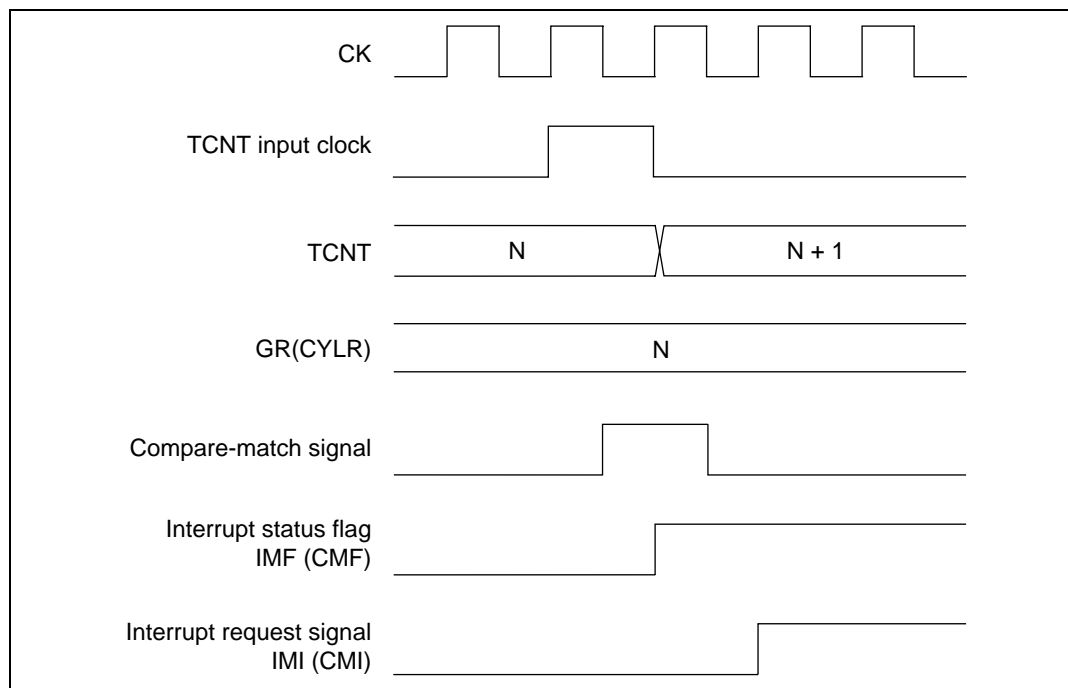 CK
TCNT input clock
TCNT
N
N + 1
GR(CYLR)
N
Compare-match signal
Interrupt status flag
IMF (CMF)
Interrupt request signal
IMI (CMI)